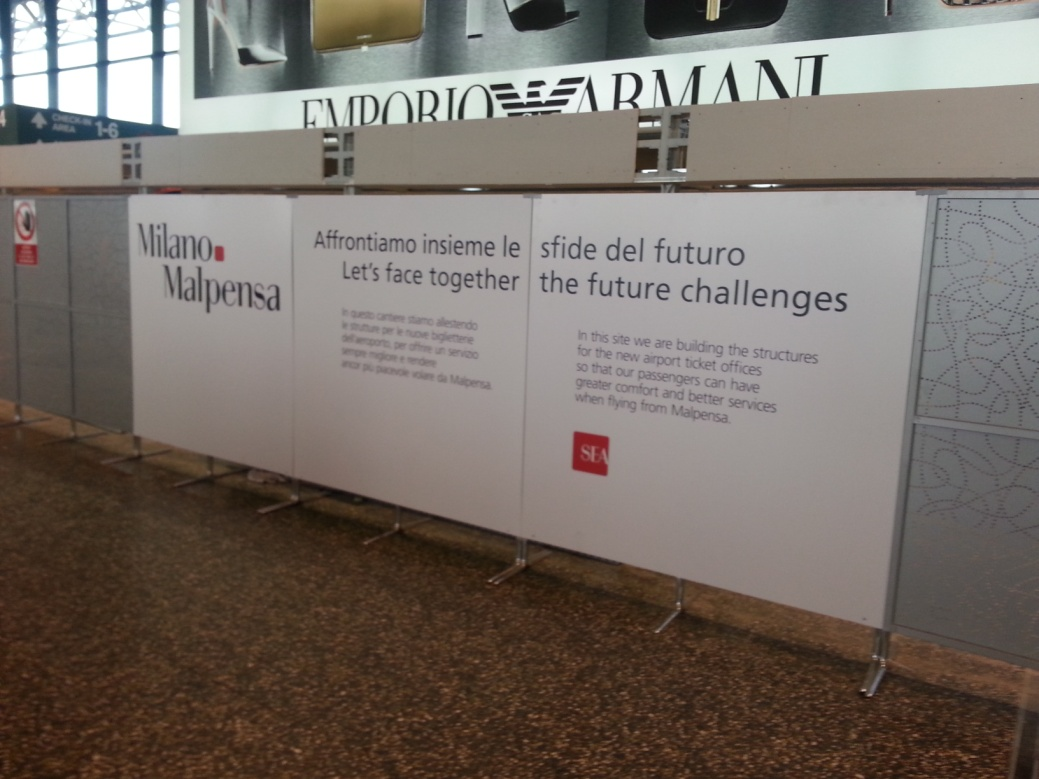 EMPORIO ARMANI
CHECK-IN
AREA 1-6
4
Milano
Malpensa
Affrontiamo insieme le sfide del futuro
Let's face together the future challenges
In questo cantiere stiamo allestendo
le strutture per le nuove biglietterie
dell'aeroporto, per offrire un servizio
sempre migliore e rendere
ancor più piacevole volare da Malpensa.
In this site we are building the structures
for the new airport ticket offices
so that our passengers can have
greater comfort and better services
when flying from Malpensa.
SEA